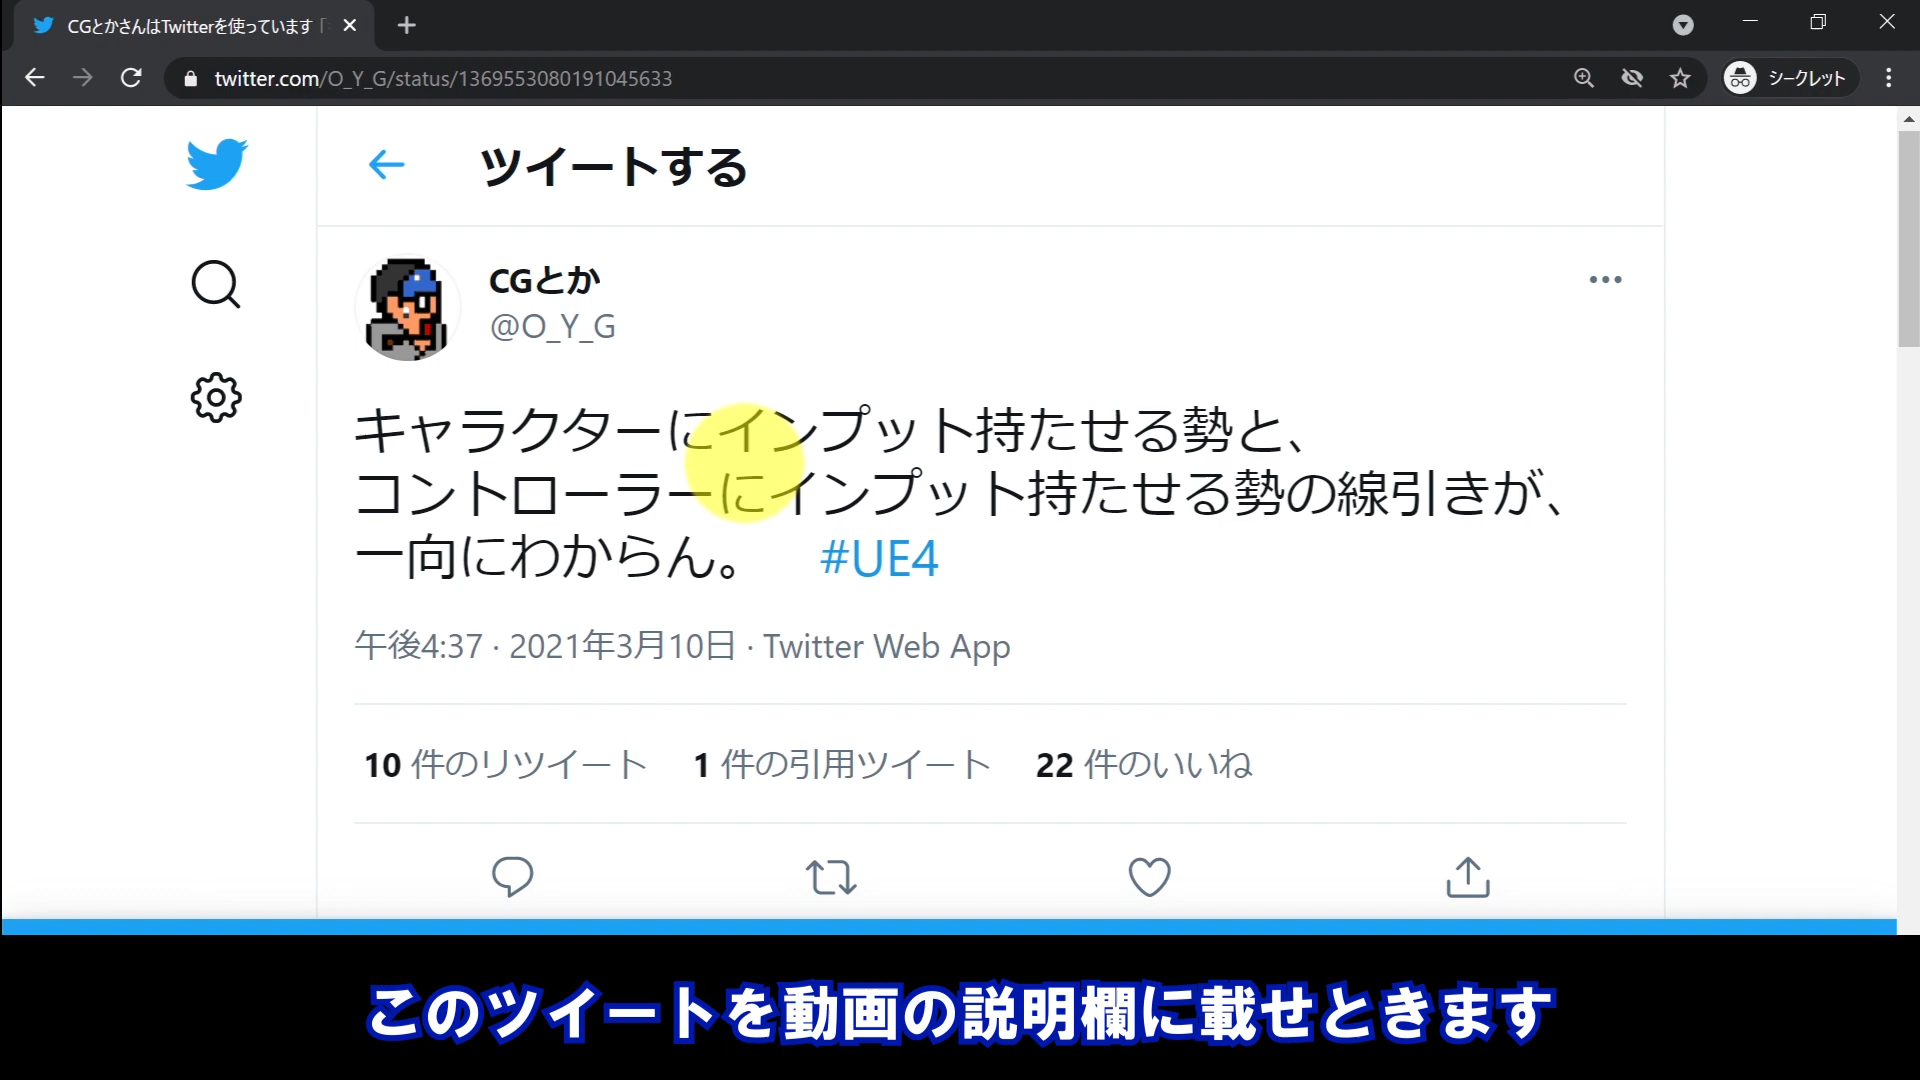 CGとかさんはTwitterを使っています「
twitter.com/O_Y_G/status/1369553080191045633
シークレット
ツイートする
CGとか
@O_Y_G
キャラクターにインプット持たせる勢と、
コントローラーにインプット持たせる勢の線引きが、
一向にわからん。 #UE4
午後4:37 · 2021年3月10日 · Twitter Web App
10 件のリツイート 1 件の引用ツイート 22 件のいいね
このツイートを動画の説明欄に載せときます